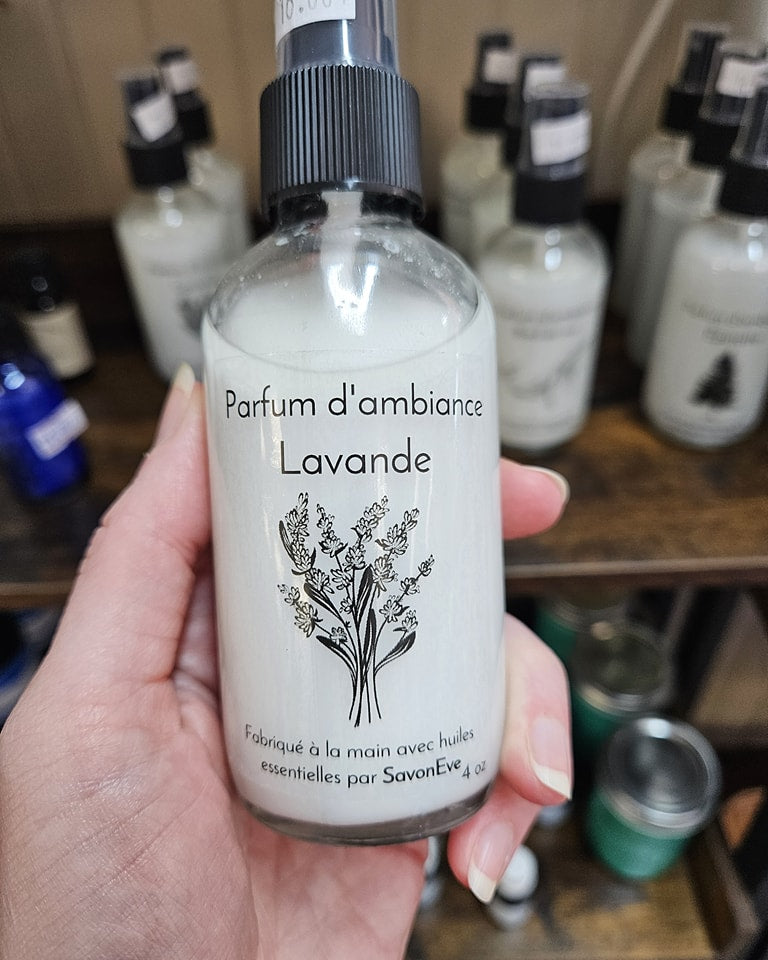 Parfum d'ambiance
Lavande
Fabriqué à la main avec huiles
essentielles par SavonEve
4 oz